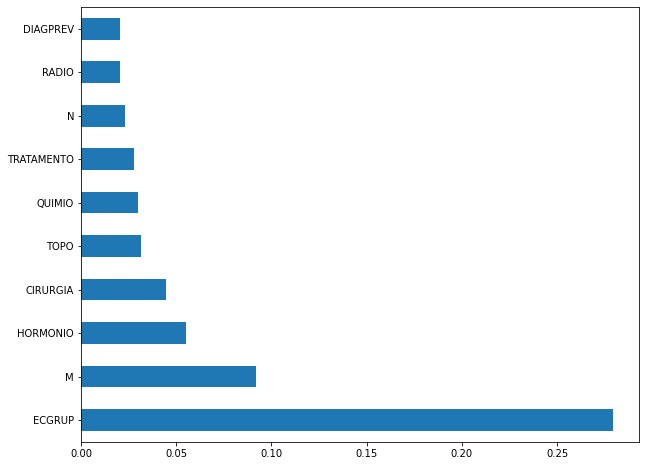 DIAGPREV
RADIO
N
TRATAMENTO
QUIMIO
TOPO
CIRURGIA
HORMONIO
M
ECGRUP
0.00 0.05 0.10 0.15 0.20 0.25